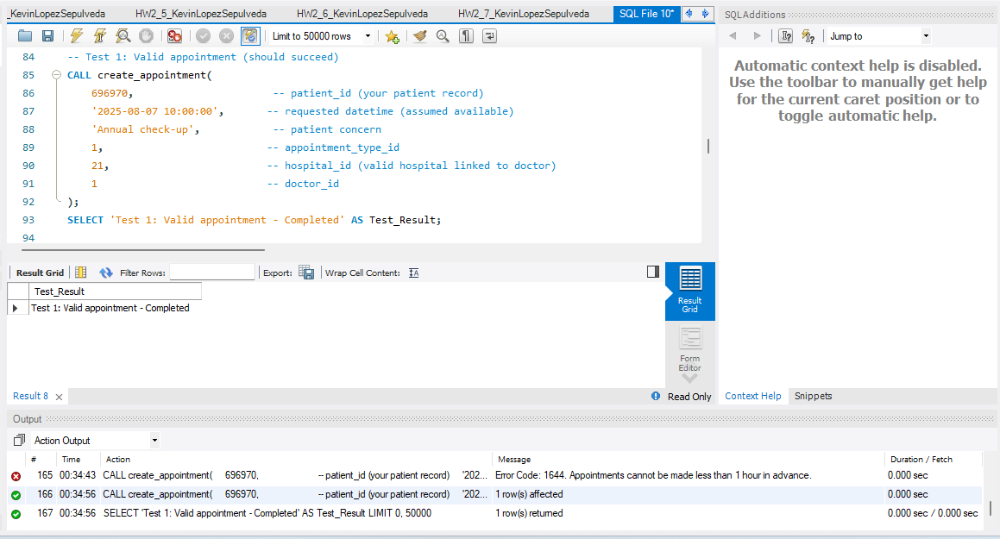 _KevinLopezSepulveda HW2_5_KevinLopezSepulveda HW2_6_KevinLopezSepulveda HW2_7_KevinLopezSepulveda SQL File 10* SQLAdditions
Limit to 50000 rows Jump to
84 -- Test 1: Valid appointment (should succeed)
85 CALL create_appointment(
86 696970, -- patient_id (your patient record)
87 '2025-08-07 10:00:00', -- requested datetime (assumed available)
88 'Annual check-up', -- patient concern
89 1, -- appointment_type_id
90 21, -- hospital_id (valid hospital linked to doctor)
91 1 -- doctor_id
92 );
93 SELECT 'Test 1: Valid appointment - Completed' AS Test_Result;
94
Automatic context help is disabled.
Use the toolbar to manually get help
for the current caret position or to
toggle automatic help.
Result Grid Filter Rows: Export: Wrap Cell Content:
Test_Result
Test 1: Valid appointment - Completed
Result
Grid
Form
Editor
Result 8 Read Only Context Help Snippets
Output
Action Output
# Time Action Message Duration / Fetch
165 00:34:43 CALL create_appointment( 696970, -- patient_id (your patient record) '202... Error Code: 1644. Appointments cannot be made less than 1 hour in advance. 0.000 sec
166 00:34:56 CALL create_appointment( 696970, -- patient_id (your patient record) '202... 1 row(s) affected 0.000 sec
167 00:34:56 SELECT 'Test 1: Valid appointment - Completed' AS Test_Result LIMIT 0, 50000 1 row(s) returned 0.000 sec / 0.000 sec